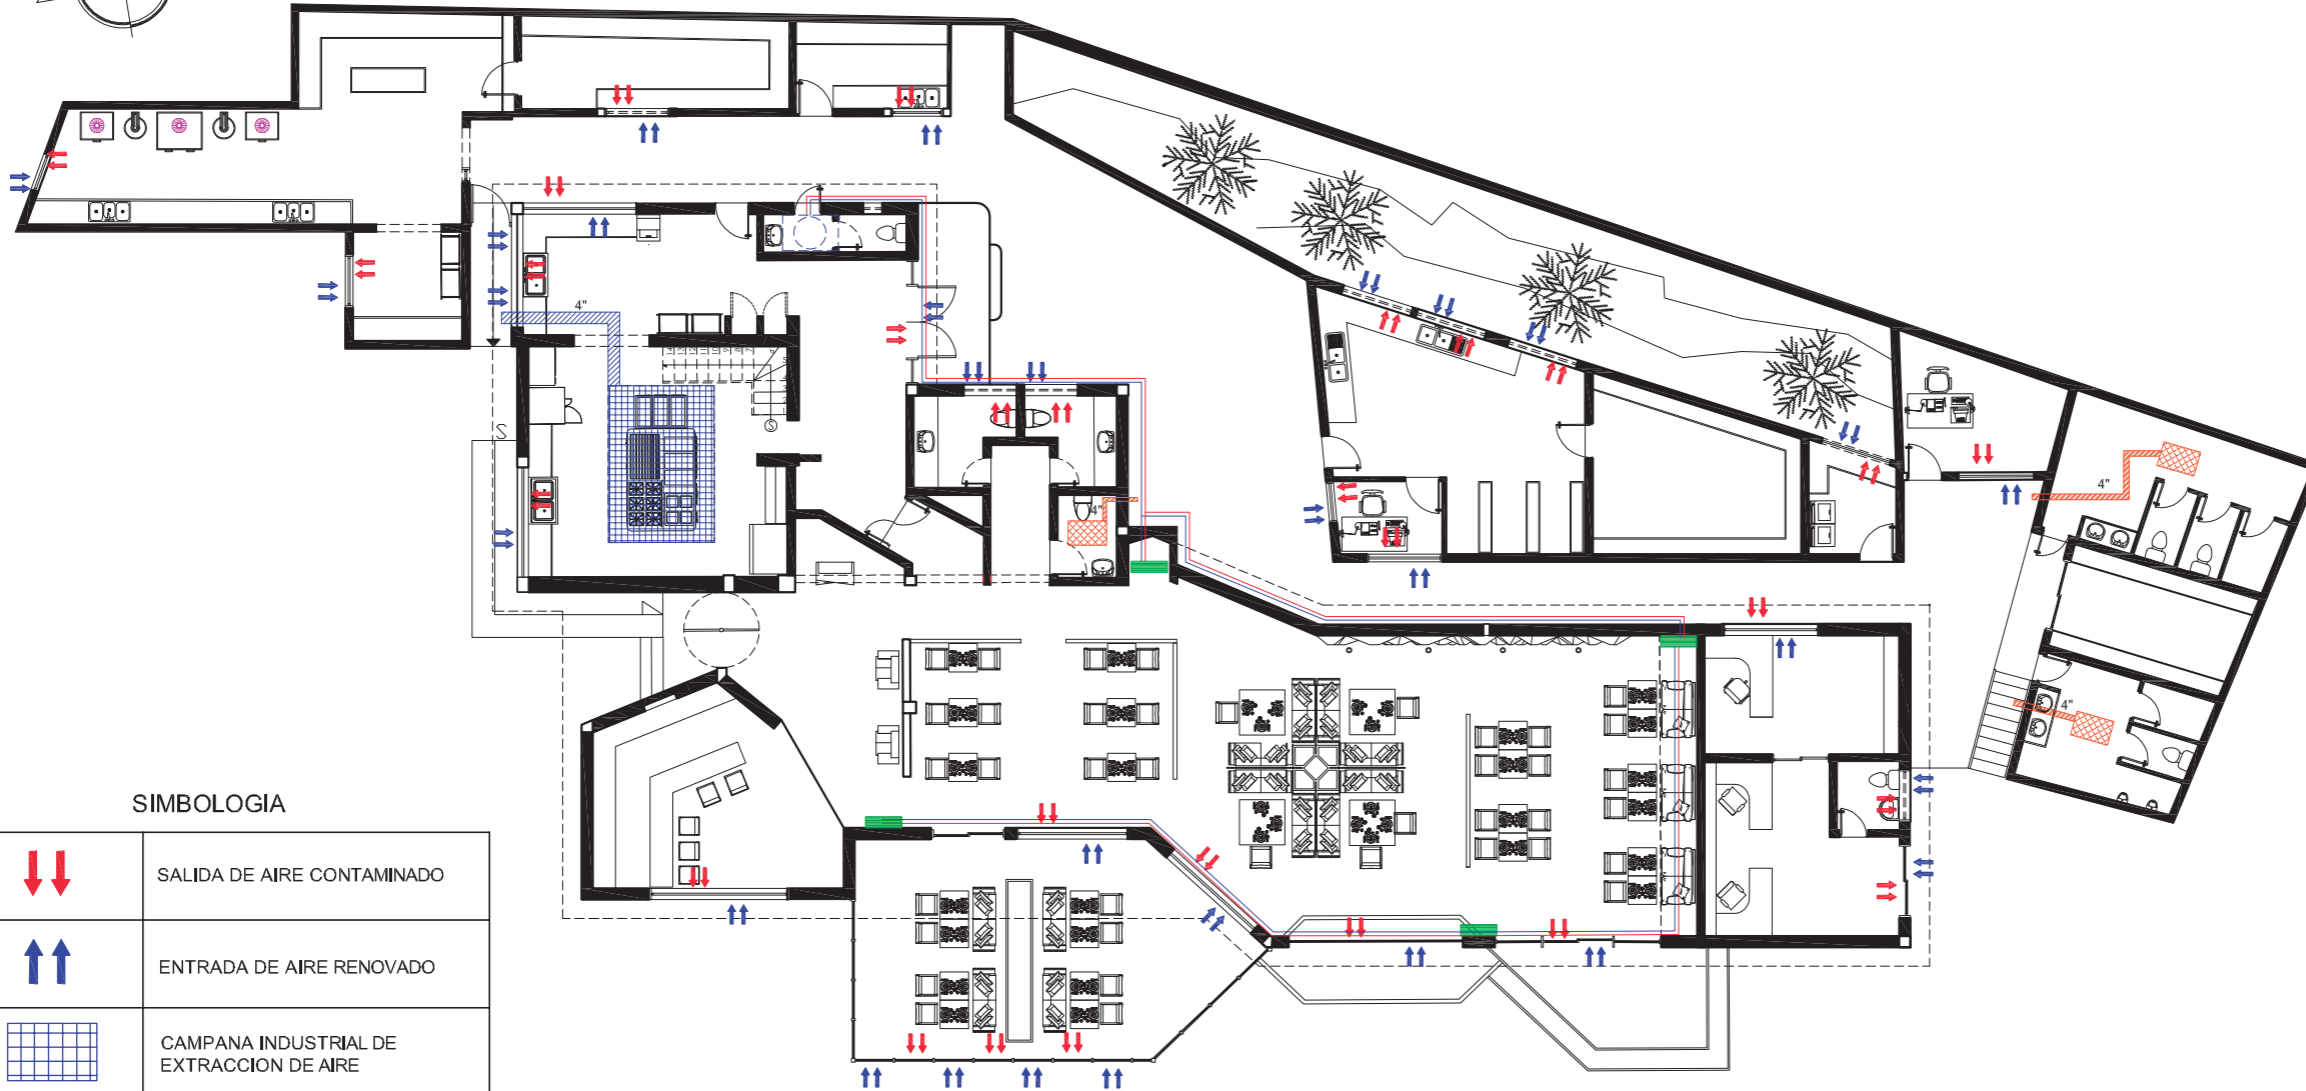 4"
S
4"
4"
4"
SIMBOLOGIA
SALIDA DE AIRE CONTAMINADO
ENTRADA DE AIRE RENOVADO
CAMPANA INDUSTRIAL DE
EXTRACCION DE AIRE